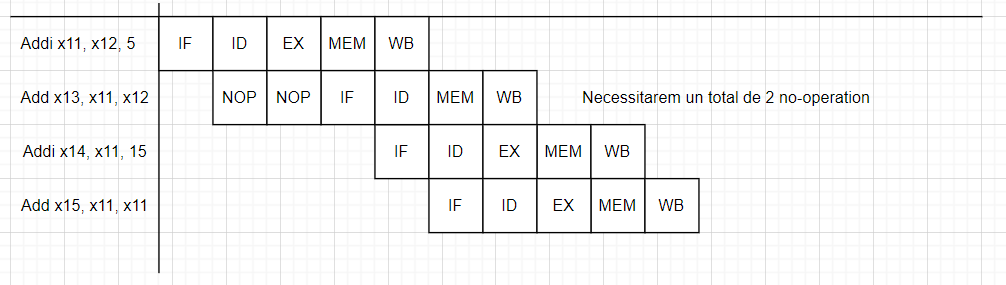 Addi x11, x12, 5 IF ID EX MEM WB
Add x13, x11, x12 NOP NOP IF ID MEM WB Necessitarem un total de 2 no-operation
Addi x14, x11, 15 IF ID EX MEM WB
Add x15, x11, x11 IF ID EX MEM WB